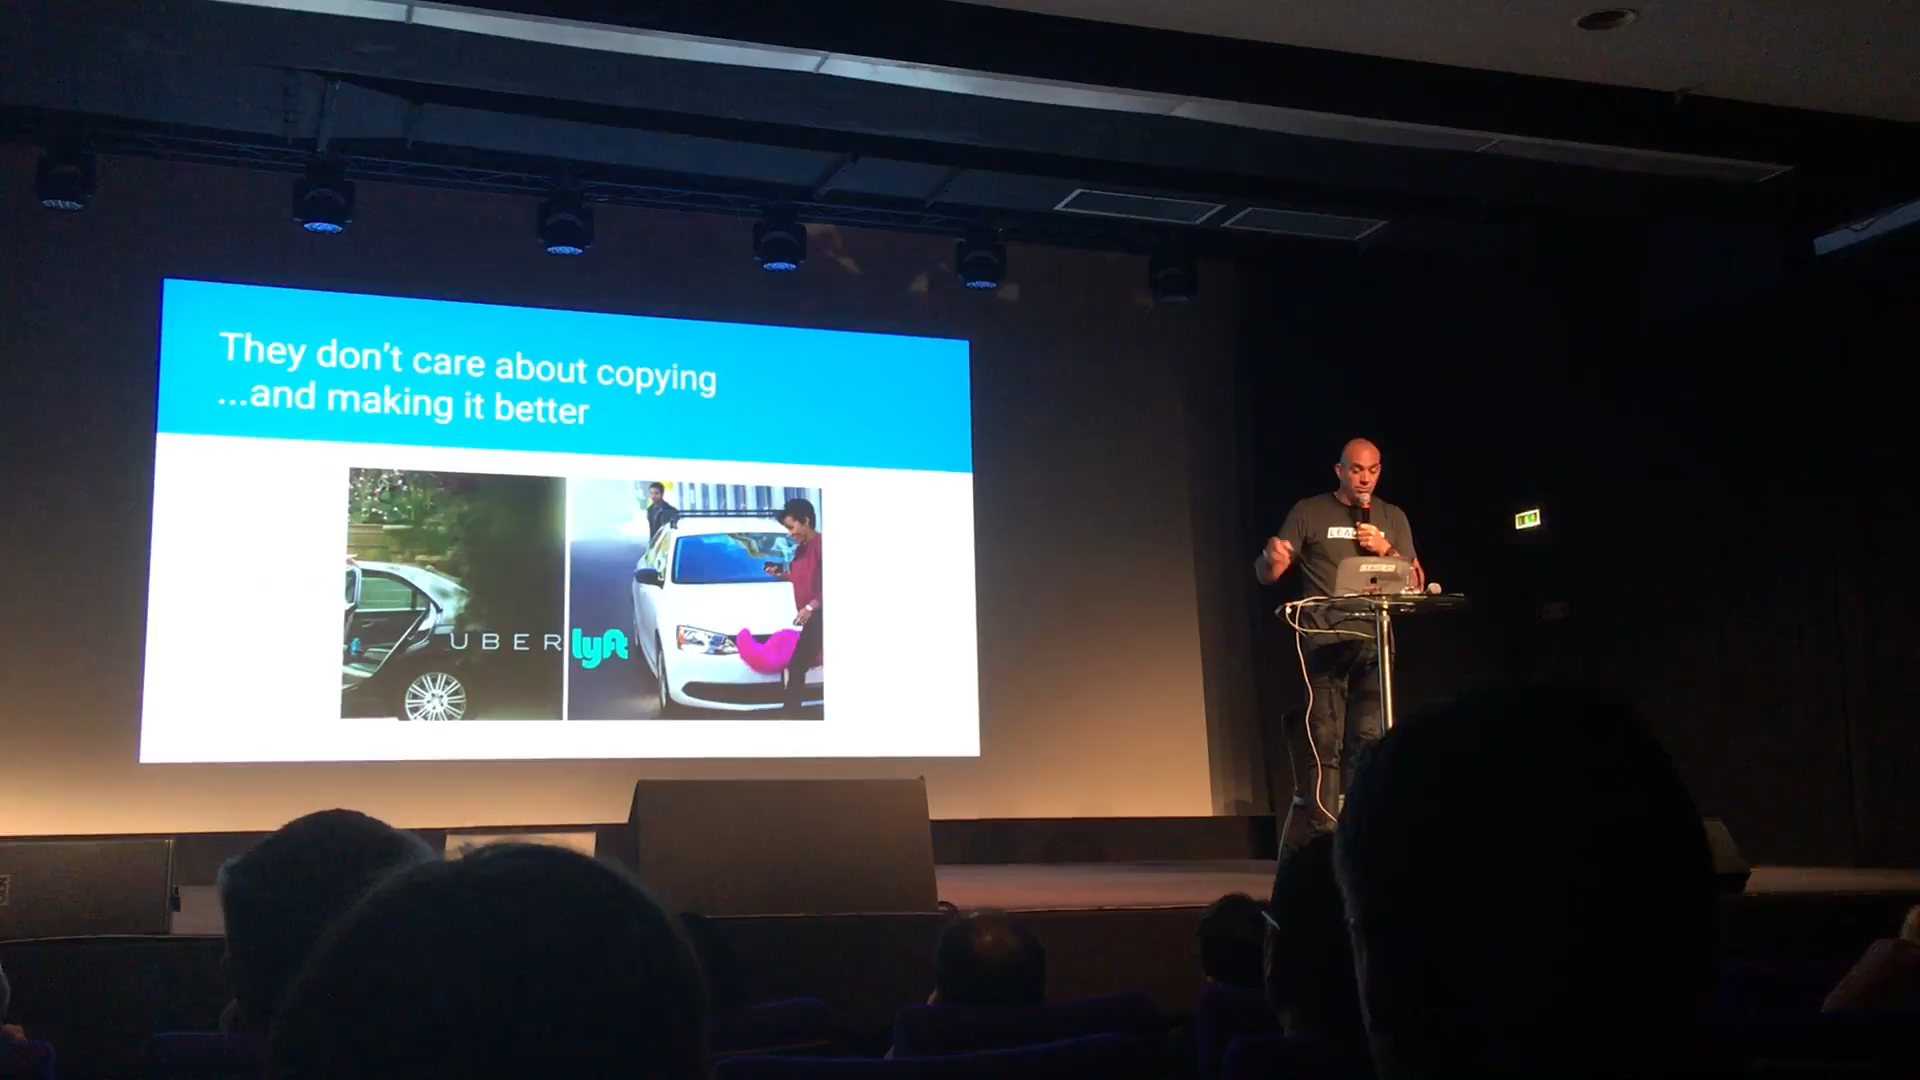 They don't care about copying
...and making it better
UBER
lyft